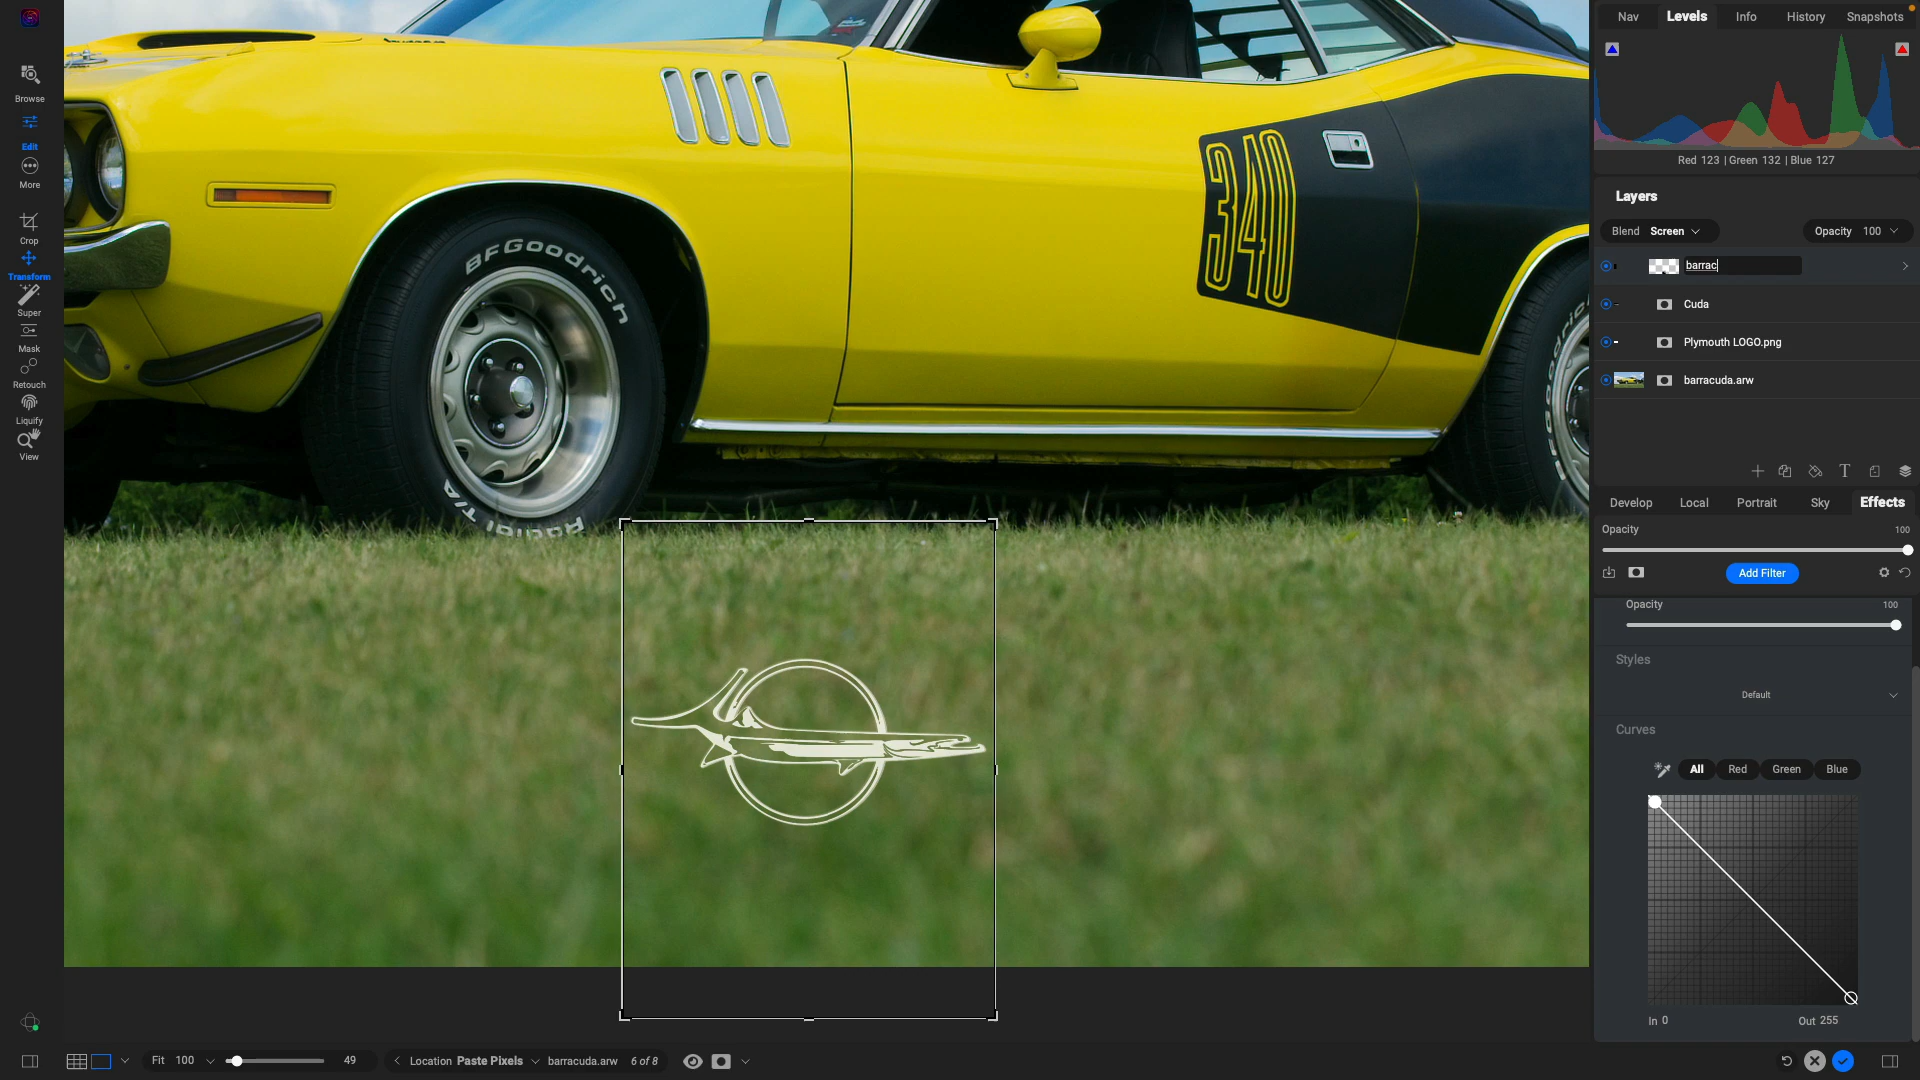 Nav
Levels
Info
History
Snapshots
Browse
Edit
More
Crop
Transform
Super
Mask
Retouch
Liquify
View
BFGoodrich
Radial T/A
340
Red 123 | Green 132 | Blue 127
Layers
Blend Screen
Opacity 100
barrac
Cuda
Plymouth LOGO.png
barracuda.arw
T
Develop
Local
Portrait
Sky
Effects
Opacity 100
Add Filter
Opacity 100
Styles
Default
Curves
All
Red
Green
Blue
In 0
Out 255
Fit 100
49
Location Paste Pixels
barracuda.arw
6 of 8